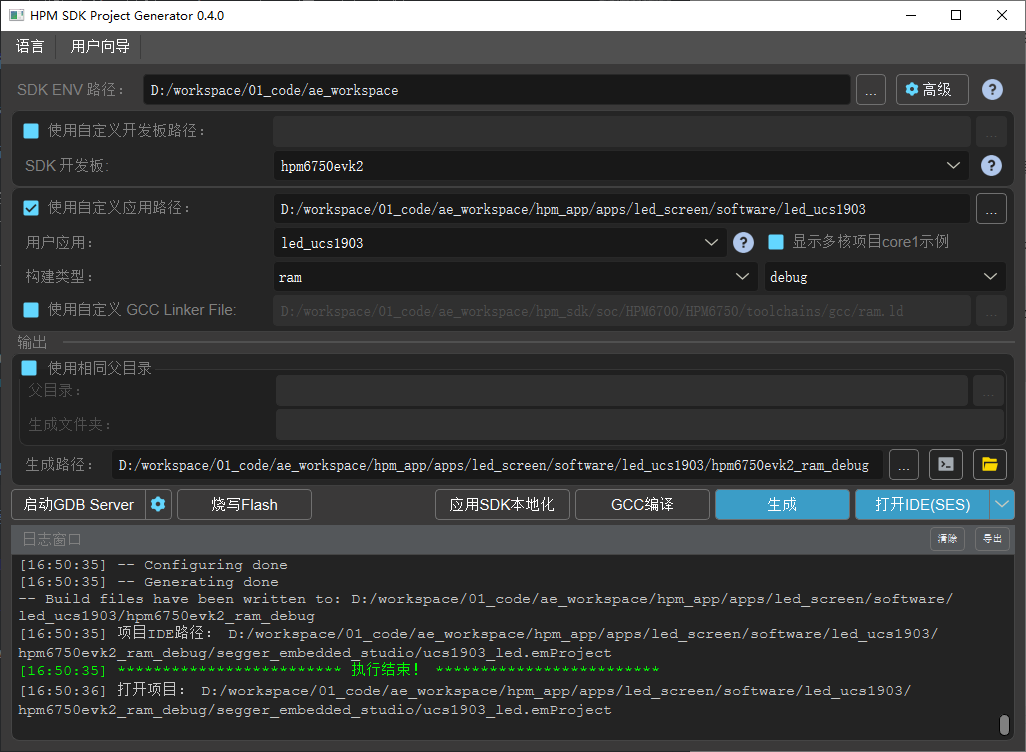 HPM SDK Project Generator 0.4.0
语言 用户向导
SDK ENV 路径： D:/workspace/01_code/ae_workspace ... 高级 ?
使用自定义开发板路径： ...
SDK 开发板: hpm6750evk2 ?
使用自定义应用路径： D:/workspace/01_code/ae_workspace/hpm_app/apps/led_screen/software/led_ucs1903 ...
用户应用： led_ucs1903 ? 显示多核项目core1示例
构建类型： ram debug
使用自定义 GCC Linker File: D:/workspace/01_code/ae_workspace/hpm_sdk/soc/HPM6700/HPM6750/toolchains/gcc/ram.ld ...
输出
使用相同父目录
父目录： ...
生成文件夹：
生成路径： D:/workspace/01_code/ae_workspace/hpm_app/apps/led_screen/software/led_ucs1903/hpm6750evk2_ram_debug ...
启动GDB Server 烧写Flash 应用SDK本地化 GCC编译 生成 打开IDE(SES)
日志窗口 清除 导出
[16:50:35] -- Configuring done
[16:50:35] -- Generating done
-- Build files have been written to: D:/workspace/01_code/ae_workspace/hpm_app/apps/led_screen/software/
led_ucs1903/hpm6750evk2_ram_debug
[16:50:35] 项目IDE路径： D:/workspace/01_code/ae_workspace/hpm_app/apps/led_screen/software/led_ucs1903/
hpm6750evk2_ram_debug/segger_embedded_studio/ucs1903_led.emProject
[16:50:35] ************************* 执行结束！ *************************
[16:50:36] 打开项目： D:/workspace/01_code/ae_workspace/hpm_app/apps/led_screen/software/led_ucs1903/
hpm6750evk2_ram_debug/segger_embedded_studio/ucs1903_led.emProject